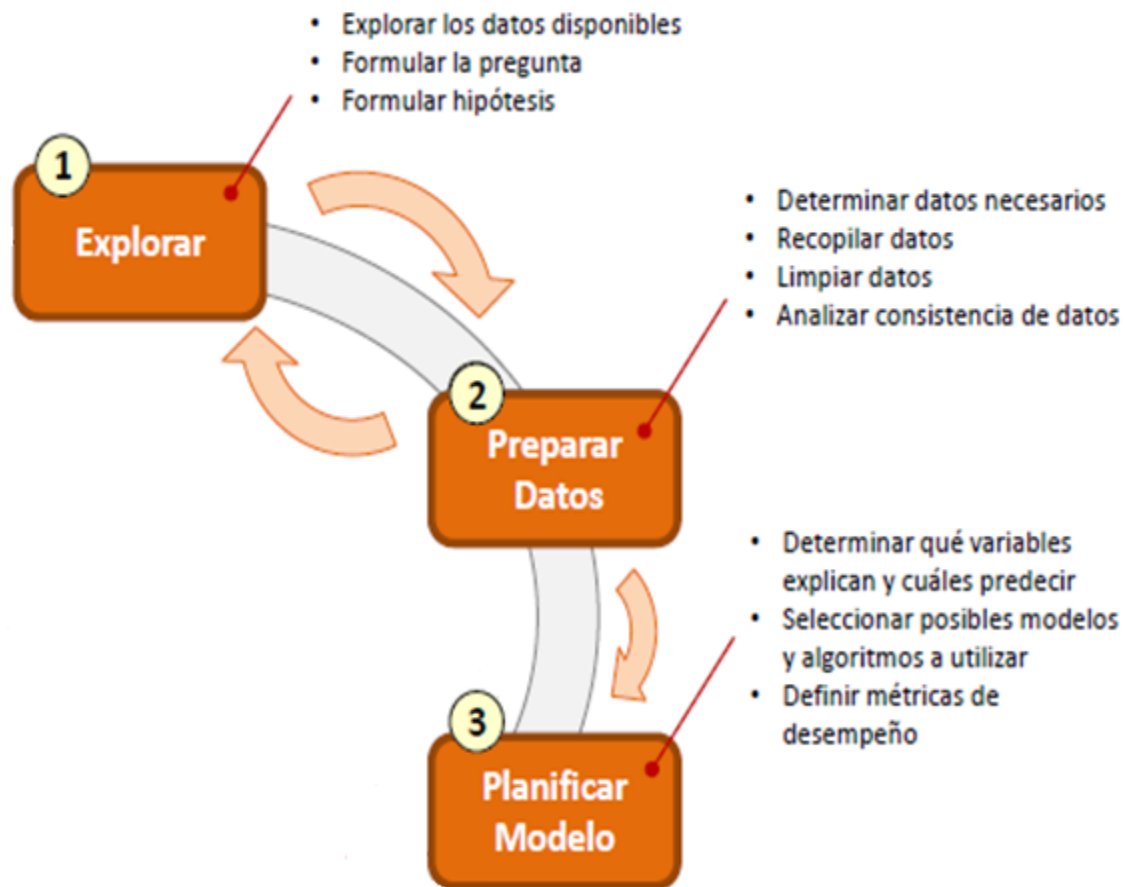 • Explorar los datos disponibles
• Formular la pregunta
• Formular hipótesis
1
Explorar
• Determinar datos necesarios
• Recopilar datos
• Limpiar datos
• Analizar consistencia de datos
2
Preparar
Datos
• Determinar qué variables
explican y cuáles predecir
• Seleccionar posibles modelos
y algoritmos a utilizar
• Definir métricas de
desempeño
3
Planificar
Modelo